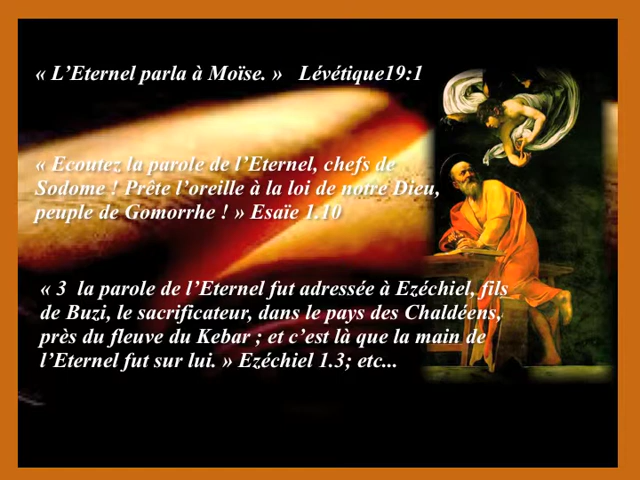 « L’Eternel parla à Moïse. » Lévétique19:1
« Ecoutez la parole de l’Eternel, chefs de
Sodome ! Prête l’oreille à la loi de notre Dieu,
peuple de Gomorrhe ! » Esaïe 1.10
« 3 la parole de l’Eternel fut adressée à Ezéchiel, fils
de Buzi, le sacrificateur, dans le pays des Chaldéens,
près du fleuve du Kebar ; et c’est là que la main de
l’Eternel fut sur lui. » Ezéchiel 1.3; etc...